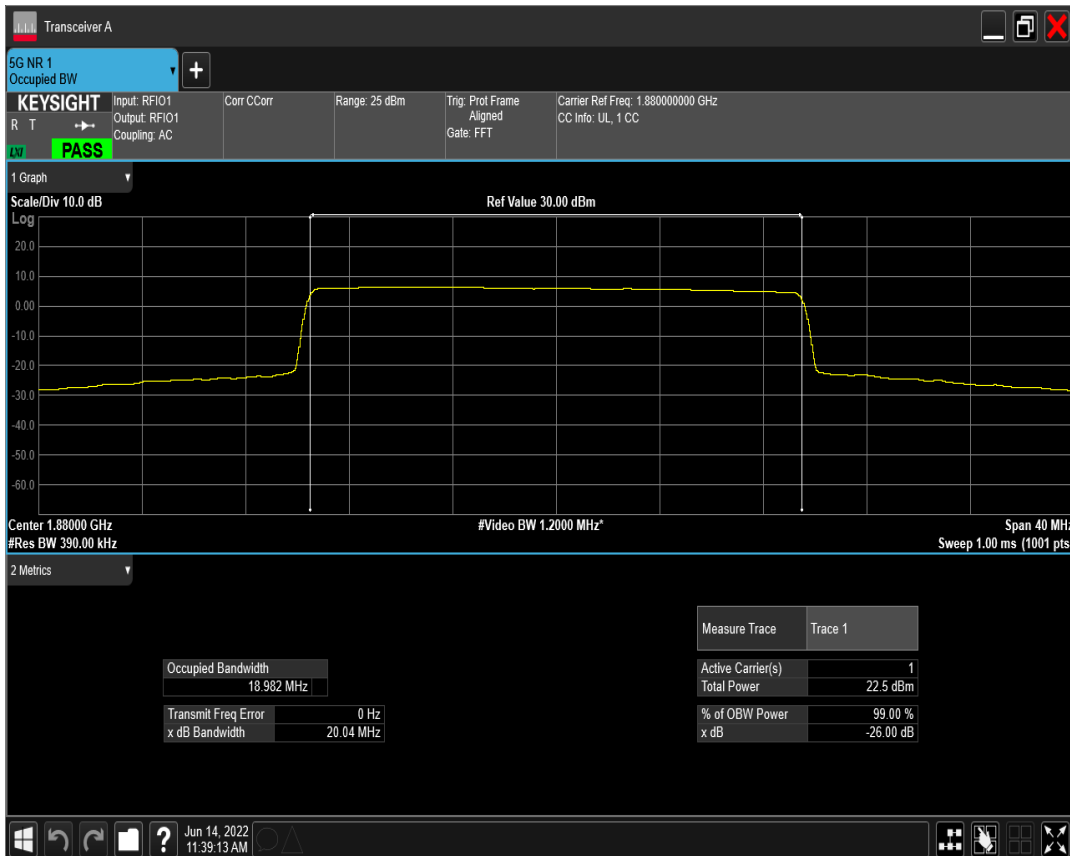 Transceiver A
5G NR 1
Occupied BW
KEYSIGHT
R T
LXI
PASS
Input: RFIO1
Output: RFIO1
Coupling: AC
Corr CCorr
Range: 25 dBm
Trig: Prot Frame
Aligned
Gate: FFT
Carrier Ref Freq: 1.880000000 GHz
CC Info: UL, 1 CC
1 Graph
Scale/Div 10.0 dB
Ref Value 30.00 dBm
Log
20.0
10.0
0.00
-10.0
-20.0
-30.0
-40.0
-50.0
-60.0
Center 1.88000 GHz
#Video BW 1.2000 MHz*
Span 40 MHz
#Res BW 390.00 kHz
Sweep 1.00 ms (1001 pts
2 Metrics
Measure Trace Trace 1
Occupied Bandwidth
18.982 MHz
Active Carrier(s) 1
Total Power 22.5 dBm
Transmit Freq Error 0 Hz
x dB Bandwidth 20.04 MHz
% of OBW Power 99.00 %
x dB -26.00 dB
?
Jun 14, 2022
11:39:13 AM